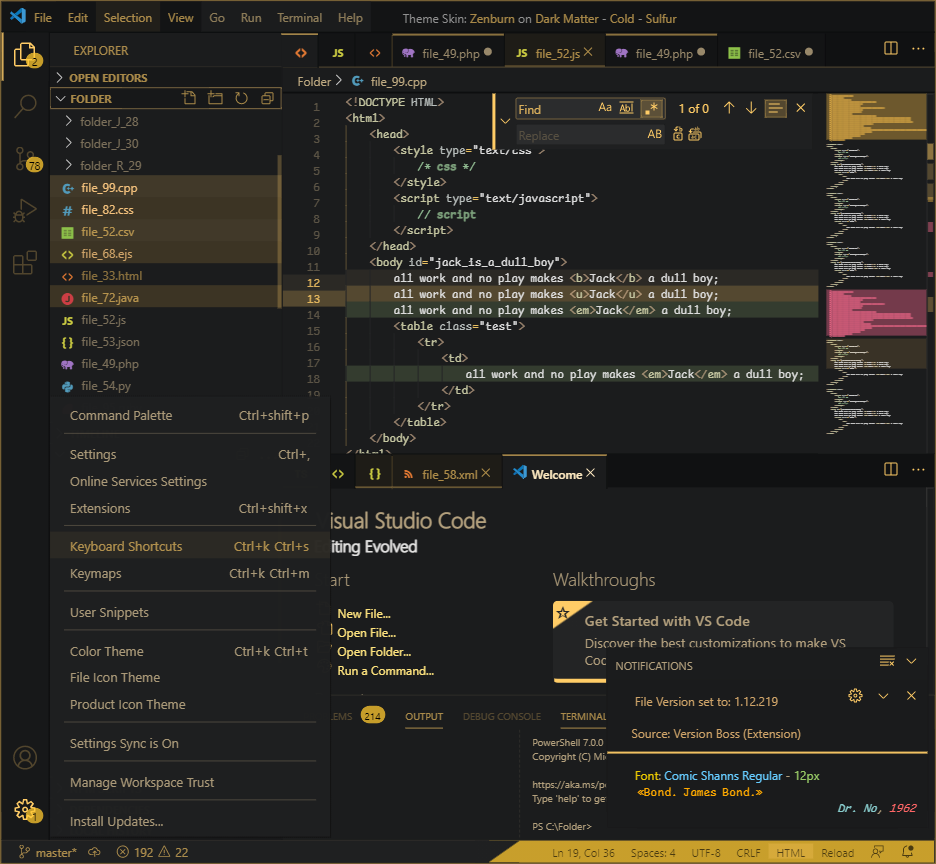 File Edit Selection View Go Run Terminal Help Theme Skin: Zenburn on Dark Matter - Cold - Sulfur
2
EXPLORER
JS file_49.php JS file_52.js file_49.php file_52.csv
OPEN EDITORS
FOLDER
Folder > file_99.cpp
folder_J_28
folder_J_30
folder_R_29
78
file_99.cpp
# file_82.css
file_52.csv
file_68.ejs
file_33.html
J file_72.java
JS file_52.js
{} file_53.json
file_49.php
file_54.py
Find Aa Abl .* 1 of 0
Replace AB
1 <!DOCTYPE HTML>
2 <html>
3 <head>
4 <style type="text/css">
5 /* css */
6 </style>
7 <script type="text/javascript">
8 // script
9 </script>
10 </head>
11 <body id="jack_is_a_dull_boy">
12 all work and no play makes <b>Jack</b> a dull boy;
13 all work and no play makes <u>Jack</u> a dull boy;
14 all work and no play makes <em>Jack</em> a dull boy;
15 <table class="test">
16 <tr>
17 <td>
18 all work and no play makes <em>Jack</em> a dull boy;
</td>
</tr>
</table>
</body>
</html>
Command Palette Ctrl+shift+p
Settings Ctrl+,
Online Services Settings
Extensions Ctrl+shift+x
Keyboard Shortcuts Ctrl+k Ctrl+s
Keymaps Ctrl+k Ctrl+m
User Snippets
Color Theme Ctrl+k Ctrl+t
File Icon Theme
Product Icon Theme
Settings Sync is On
Manage Workspace Trust
Install Updates...
1
<> {} file_58.xml Welcome
isual Studio Code
iting Evolved
art
New File...
Open File...
Open Folder...
Run a Command...
Walkthroughs
Get Started with VS Code
Discover the best customizations to make VS
Coc
LEMS 214 OUTPUT DEBUG CONSOLE TERMINAL
PowerShell 7.0.0
Copyright (C) Mi
https://aka.ms/p
Type 'help' to get
PS C:\Folder>
NOTIFICATIONS
File Version set to: 1.12.219
Source: Version Boss (Extension)
Font: Comic Shanns Regular - 12px
«Bond. James Bond.»
Dr. No, 1962
master* 192 22 Ln 19, Col 36 Spaces: 4 UTF-8 CRLF HTML Reload